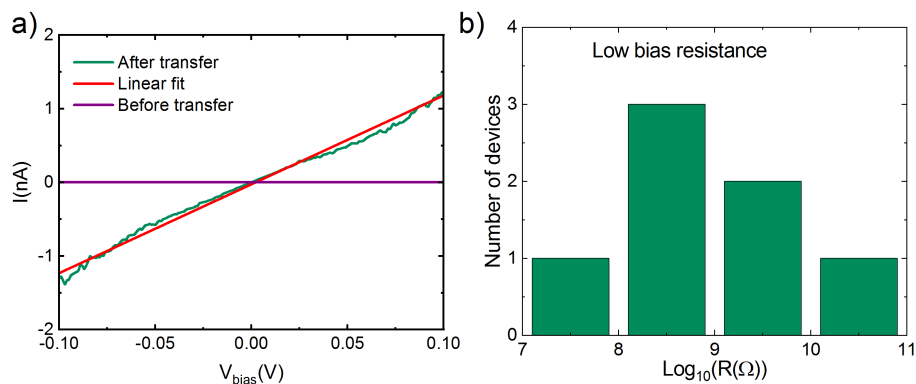 a)
2
1
0
-1
-2
I(nA)
After transfer
Linear fit
Before transfer
-0.10
-0.05
0.00
0.05
0.10
V_bias(V)
b)
Low bias resistance
4
3
2
1
0
Number of devices
7
8
9
10
11
Log₁₀(R(Ω))